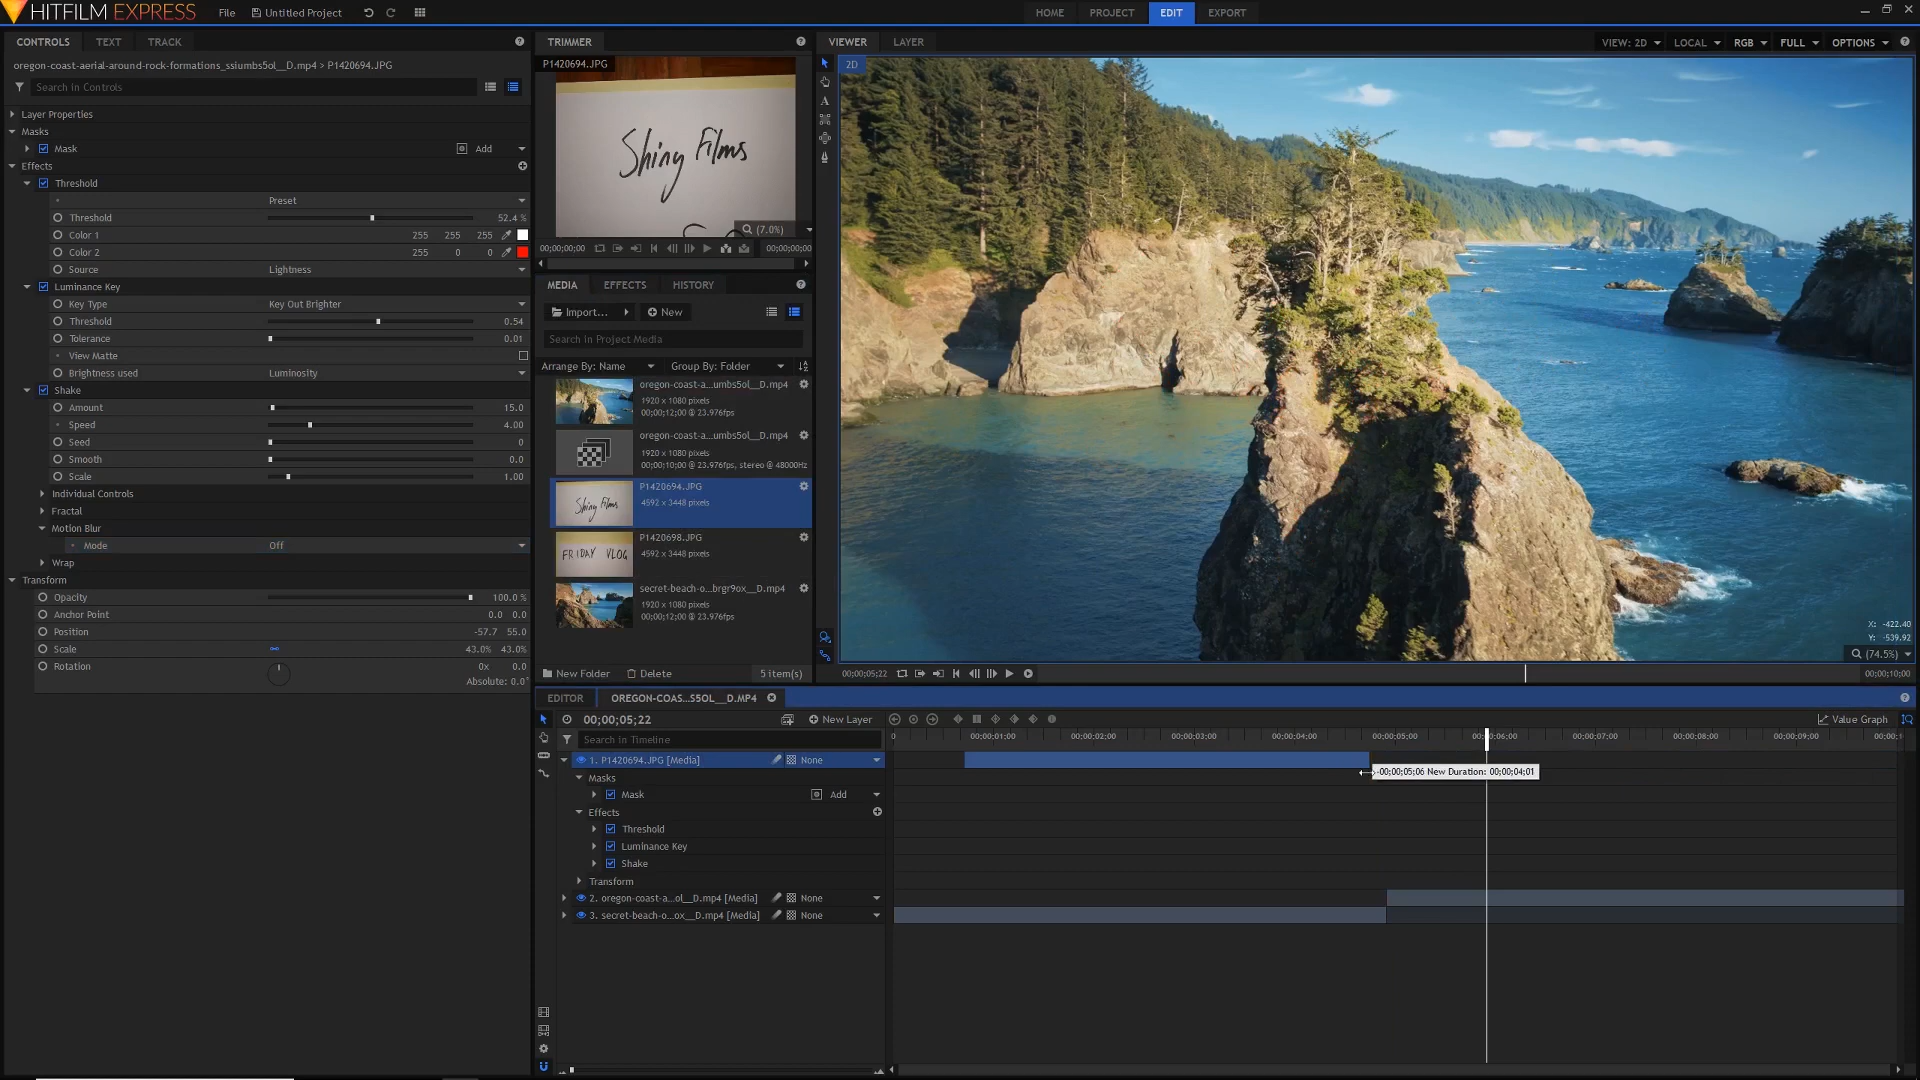 HITFILM EXPRESS File Untitled Project HOME PROJECT EDIT EXPORT
CONTROLS TEXT TRACK
oregon-coast-aerial-around-rock-formations_ssiumbs5ol__D.mp4 > P1420694.JPG
Search in Controls
Layer Properties
Masks
Mask Add
Effects
Threshold
Preset
Threshold 52.4 %
Color 1 255 255 255
Color 2 255 0 0
Source Lightness
Luminance Key
Key Type Key Out Brighter
Threshold 0.54
Tolerance 0.01
View Matte
Brightness used Luminosity
Shake
Amount 15.0
Speed 4.00
Seed 0
Smooth 0.0
Scale 1.00
Individual Controls
Fractal
Motion Blur
Mode Off
Wrap
Transform
Opacity 100.0 %
Anchor Point 0.0 0.0
Position -57.7 55.0
Scale 43.0% 43.0%
Rotation 0x 0.0
Absolute: 0.0°
TRIMMER
P1420694.JPG
Shiny Films
(7.0%)
00;00;00;00 00;00;00;00
MEDIA EFFECTS HISTORY
Import... New
Search in Project Media
Arrange By: Name Group By: Folder
oregon-coast-a...umbs5ol__D.mp4
1920 x 1080 pixels
00;00;12;00 @ 23.976fps
oregon-coast-a...umbs5ol__D.mp4
1920 x 1080 pixels
00;00;10;00 @ 23.976fps, stereo @ 48000Hz
Shiny Films
P1420694.JPG
4592 x 3448 pixels
FRIDAY VLOG
P1420698.JPG
4592 x 3448 pixels
secret-beach-o...brgr9ox__D.mp4
1920 x 1080 pixels
00;00;12;00 @ 23.976fps
New Folder Delete 5 item(s)
VIEWER LAYER VIEW: 2D LOCAL RGB FULL OPTIONS
2D
A
X: -422.40
Y: -539.92
(74.5%)
00;00;05;22 00;00;10;00
EDITOR OREGON-COAS...S5OL__D.MP4
00;00;05;22 New Layer Value Graph
Search in Timeline
0 00;00;01;00 00;00;02;00 00;00;03;00 00;00;04;00 00;00;05;00 00;00;06;00 00;00;07;00 00;00;08;00 00;00;09;00
1. P1420694.JPG [Media] None
-00;00;05;06 New Duration: 00;00;04;01
Masks
Mask Add
Effects
Threshold
Luminance Key
Shake
Transform
2. oregon-coast-a...ol__D.mp4 [Media] None
3. secret-beach-o...ox__D.mp4 [Media] None